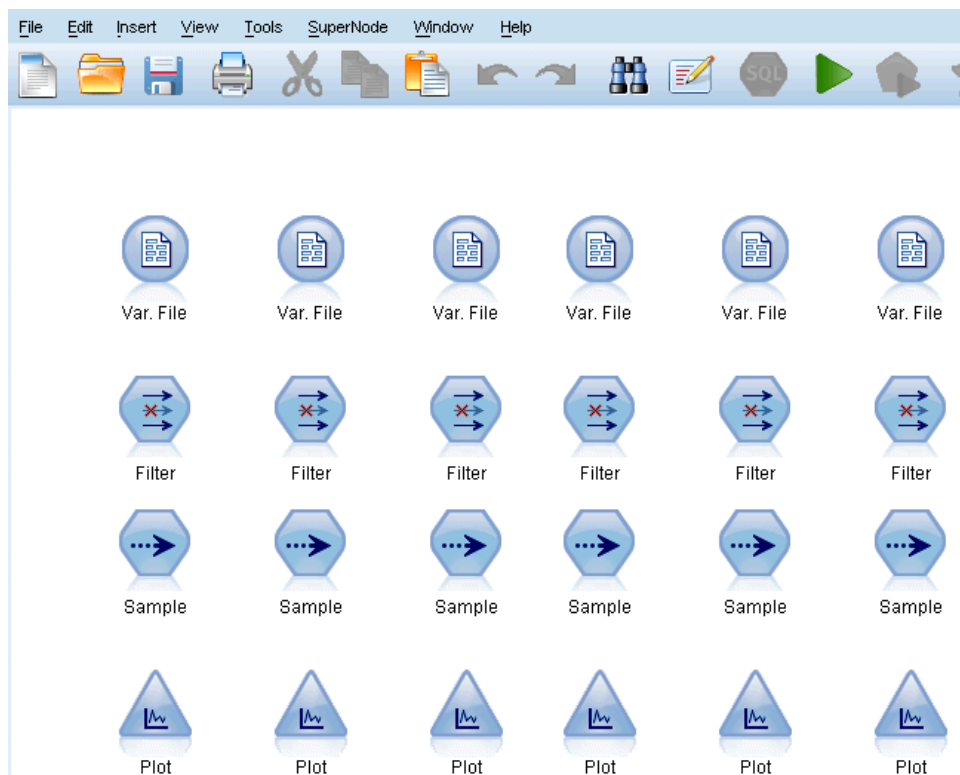 File Edit Insert View Tools SuperNode Window Help
SQL
Var. File Var. File Var. File Var. File Var. File Var. File
Filter Filter Filter Filter Filter Filter
Sample Sample Sample Sample Sample Sample
Plot Plot Plot Plot Plot Plot